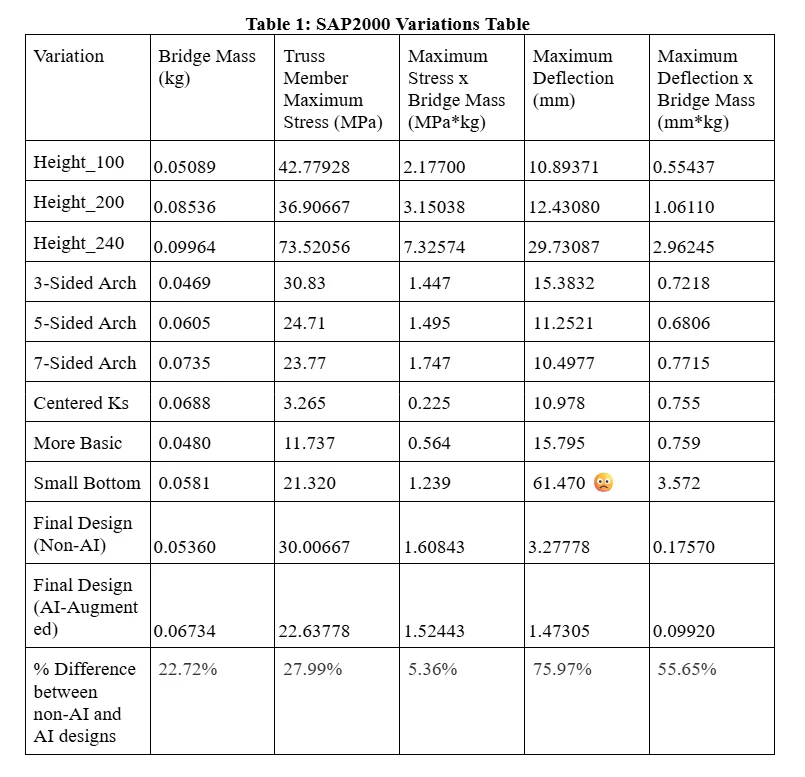 Table 1: SAP2000 Variations Table
Variation Bridge Mass (kg) Truss Member Maximum Stress (MPa) Maximum Stress x Bridge Mass (MPa*kg) Maximum Deflection (mm) Maximum Deflection x Bridge Mass (mm*kg)
Height_100 0.05089 42.77928 2.17700 10.89371 0.55437
Height_200 0.08536 36.90667 3.15038 12.43080 1.06110
Height_240 0.09964 73.52056 7.32574 29.73087 2.96245
3-Sided Arch 0.0469 30.83 1.447 15.3832 0.7218
5-Sided Arch 0.0605 24.71 1.495 11.2521 0.6806
7-Sided Arch 0.0735 23.77 1.747 10.4977 0.7715
Centered Ks 0.0688 3.265 0.225 10.978 0.755
More Basic 0.0480 11.737 0.564 15.795 0.759
Small Bottom 0.0581 21.320 1.239 61.470 🙁 3.572
Final Design (Non-AI) 0.05360 30.00667 1.60843 3.27778 0.17570
Final Design (AI-Augmented) 0.06734 22.63778 1.52443 1.47305 0.09920
% Difference between non-AI and AI designs 22.72% 27.99% 5.36% 75.97% 55.65%